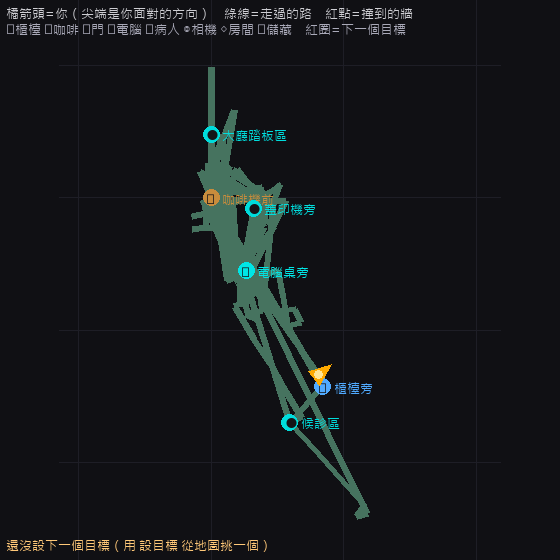 橘箭頭=你（尖端是你面對的方向） 綠線=走過的路 紅點=撞到的牆
櫃檯 咖啡 門 電腦 病人 相機 ◇房間 儲藏 紅圈=下一個目標
大廳踏板區
咖啡機前
壺印機旁
電腦桌旁
櫃檯旁
候診區
還沒設下一個目標（用 設目標 從地圖挑一個）